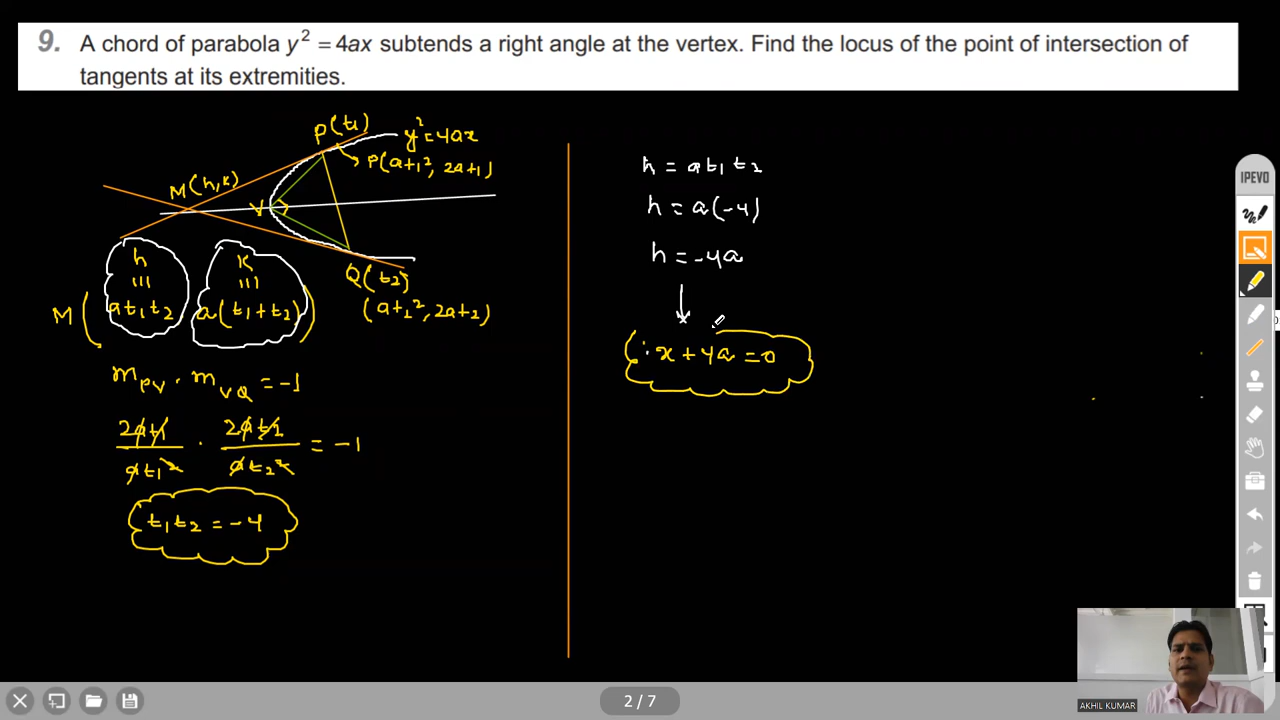 9. A chord of parabola y² = 4ax subtends a right angle at the vertex. Find the locus of the point of intersection of
tangents at its extremities.
P(t₁)
y² = 4ax
P(at₁², 2at₁)
M(h, k)
V
Q(t₂)
(at₂², 2at₂)
h
k
M(at₁t₂ a(t₁+t₂))
m_PV . m_VQ = -1
2at₁/at₁² . 2at₂/at₂² = -1
t₁t₂ = -4
h = at₁t₂
h = a(-4)
h = -4a
∴ x + 4a = 0
IPEVO
2 / 7
AKHIL KUMAR